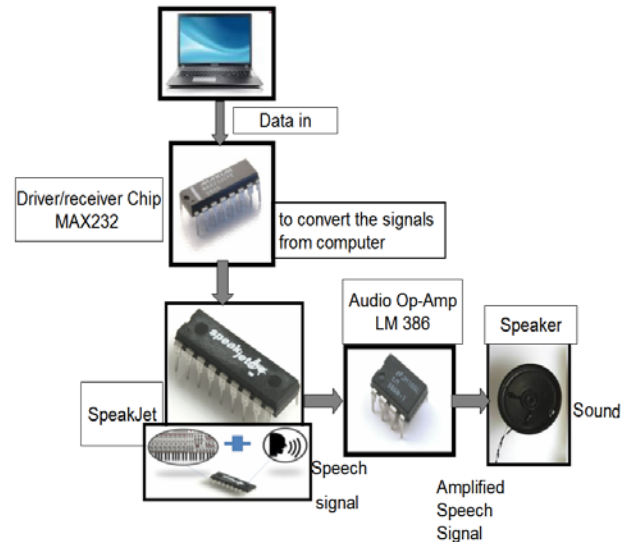 Data in
Driver/receiver Chip
MAX232
to convert the signals
from computer
Audio Op-Amp
LM 386
Speaker
speakjet
SpeakJet
Sound
Speech
signal
Amplified
Speech
Signal